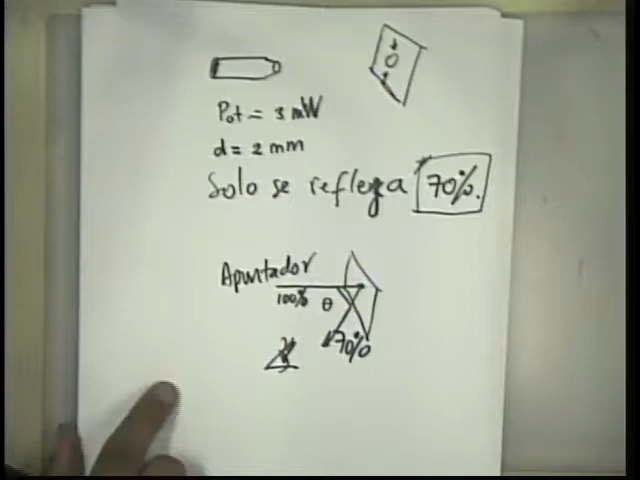 Pot = 3 mW
d = 2 mm
Solo se refleja 70%.
Apuntador
100% θ
70%